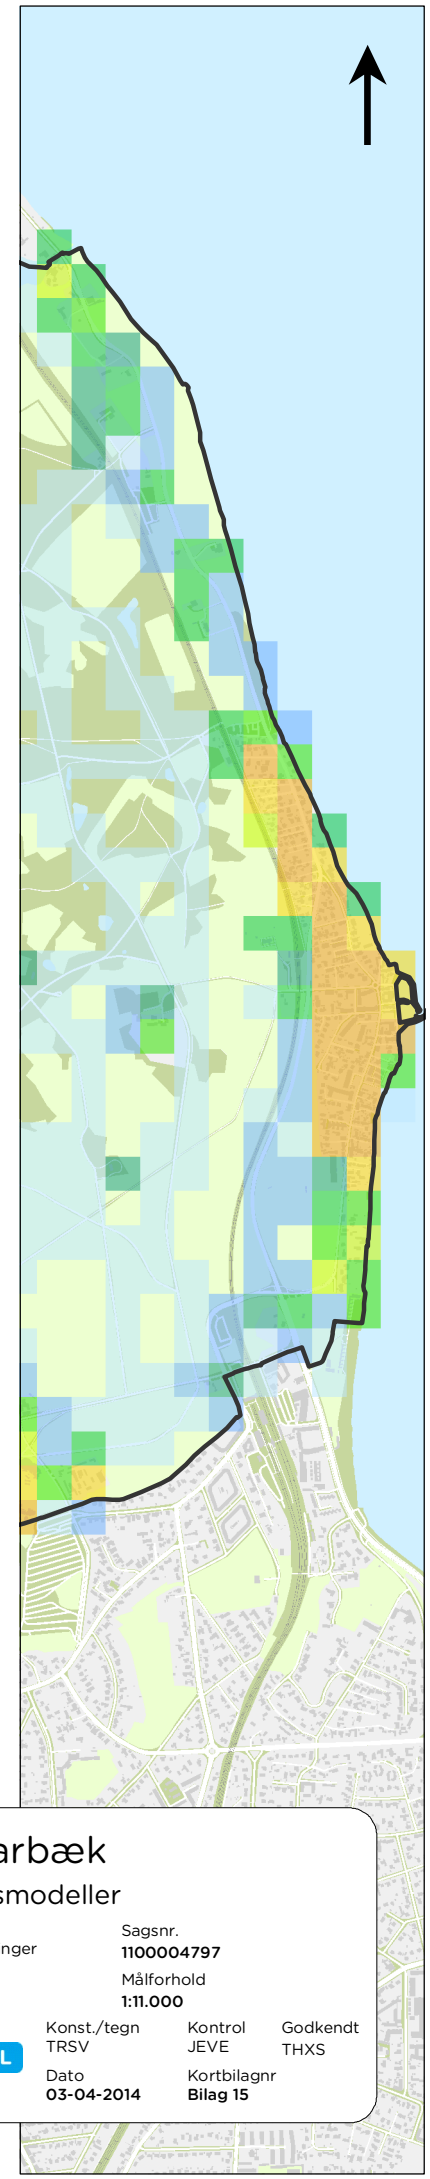 arbæk
smodeller
nger
Sagsnr.
1100004797
Målforhold
1:11.000
L
Konst./tegn
TRSV
Kontrol
JEVE
Godkendt
THXS
Dato
03-04-2014
Kortbilagnr
Bilag 15